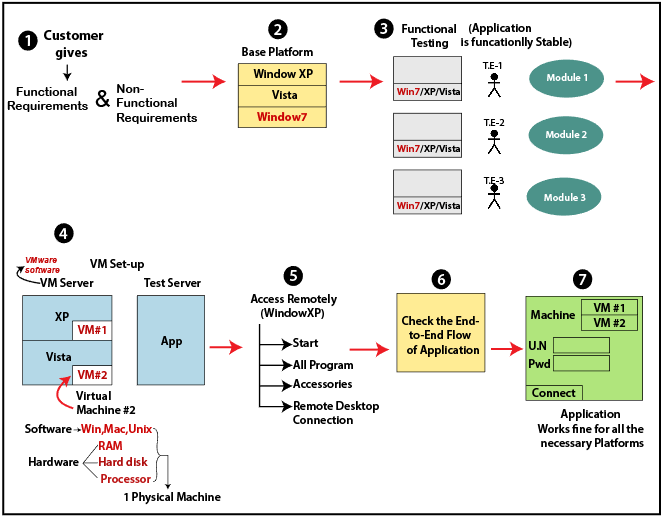 1
Customer
gives
Functional
Requirements
&
Non-
Functional
Requirements
2
Base Platform
Window XP
Vista
Window7
3
Functional
Testing
(Application
is funcationlly Stable)
Win7/XP/Vista
T.E-1
Module 1
Win7/XP/Vista
T.E-2
Module 2
Win7/XP/Vista
T.E-3
Module 3
4
VMware
software
VM Set-up
VM Server
Test Server
XP
VM#1
Vista
VM#2
App
Virtual
Machine #2
Software
Win,Mac,Unix
Hardware
RAM
Hard disk
Processor
1 Physical Machine
5
Access Remotely
(WindowXP)
Start
All Program
Accessories
Remote Desktop
Connection
6
Check the End-
to-End Flow
of Application
7
Machine
VM #1
VM #2
U.N
Pwd
Connect
Application
Works fine for all the
necessary Platforms